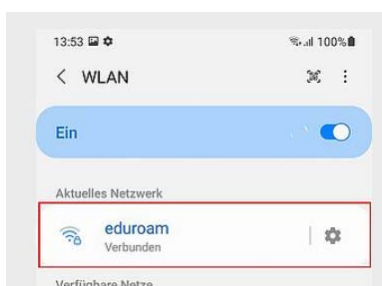 13:53 100%
WLAN
Ein
Aktuelles Netzwerk
eduroam
Verbunden
Verfügbare Netze